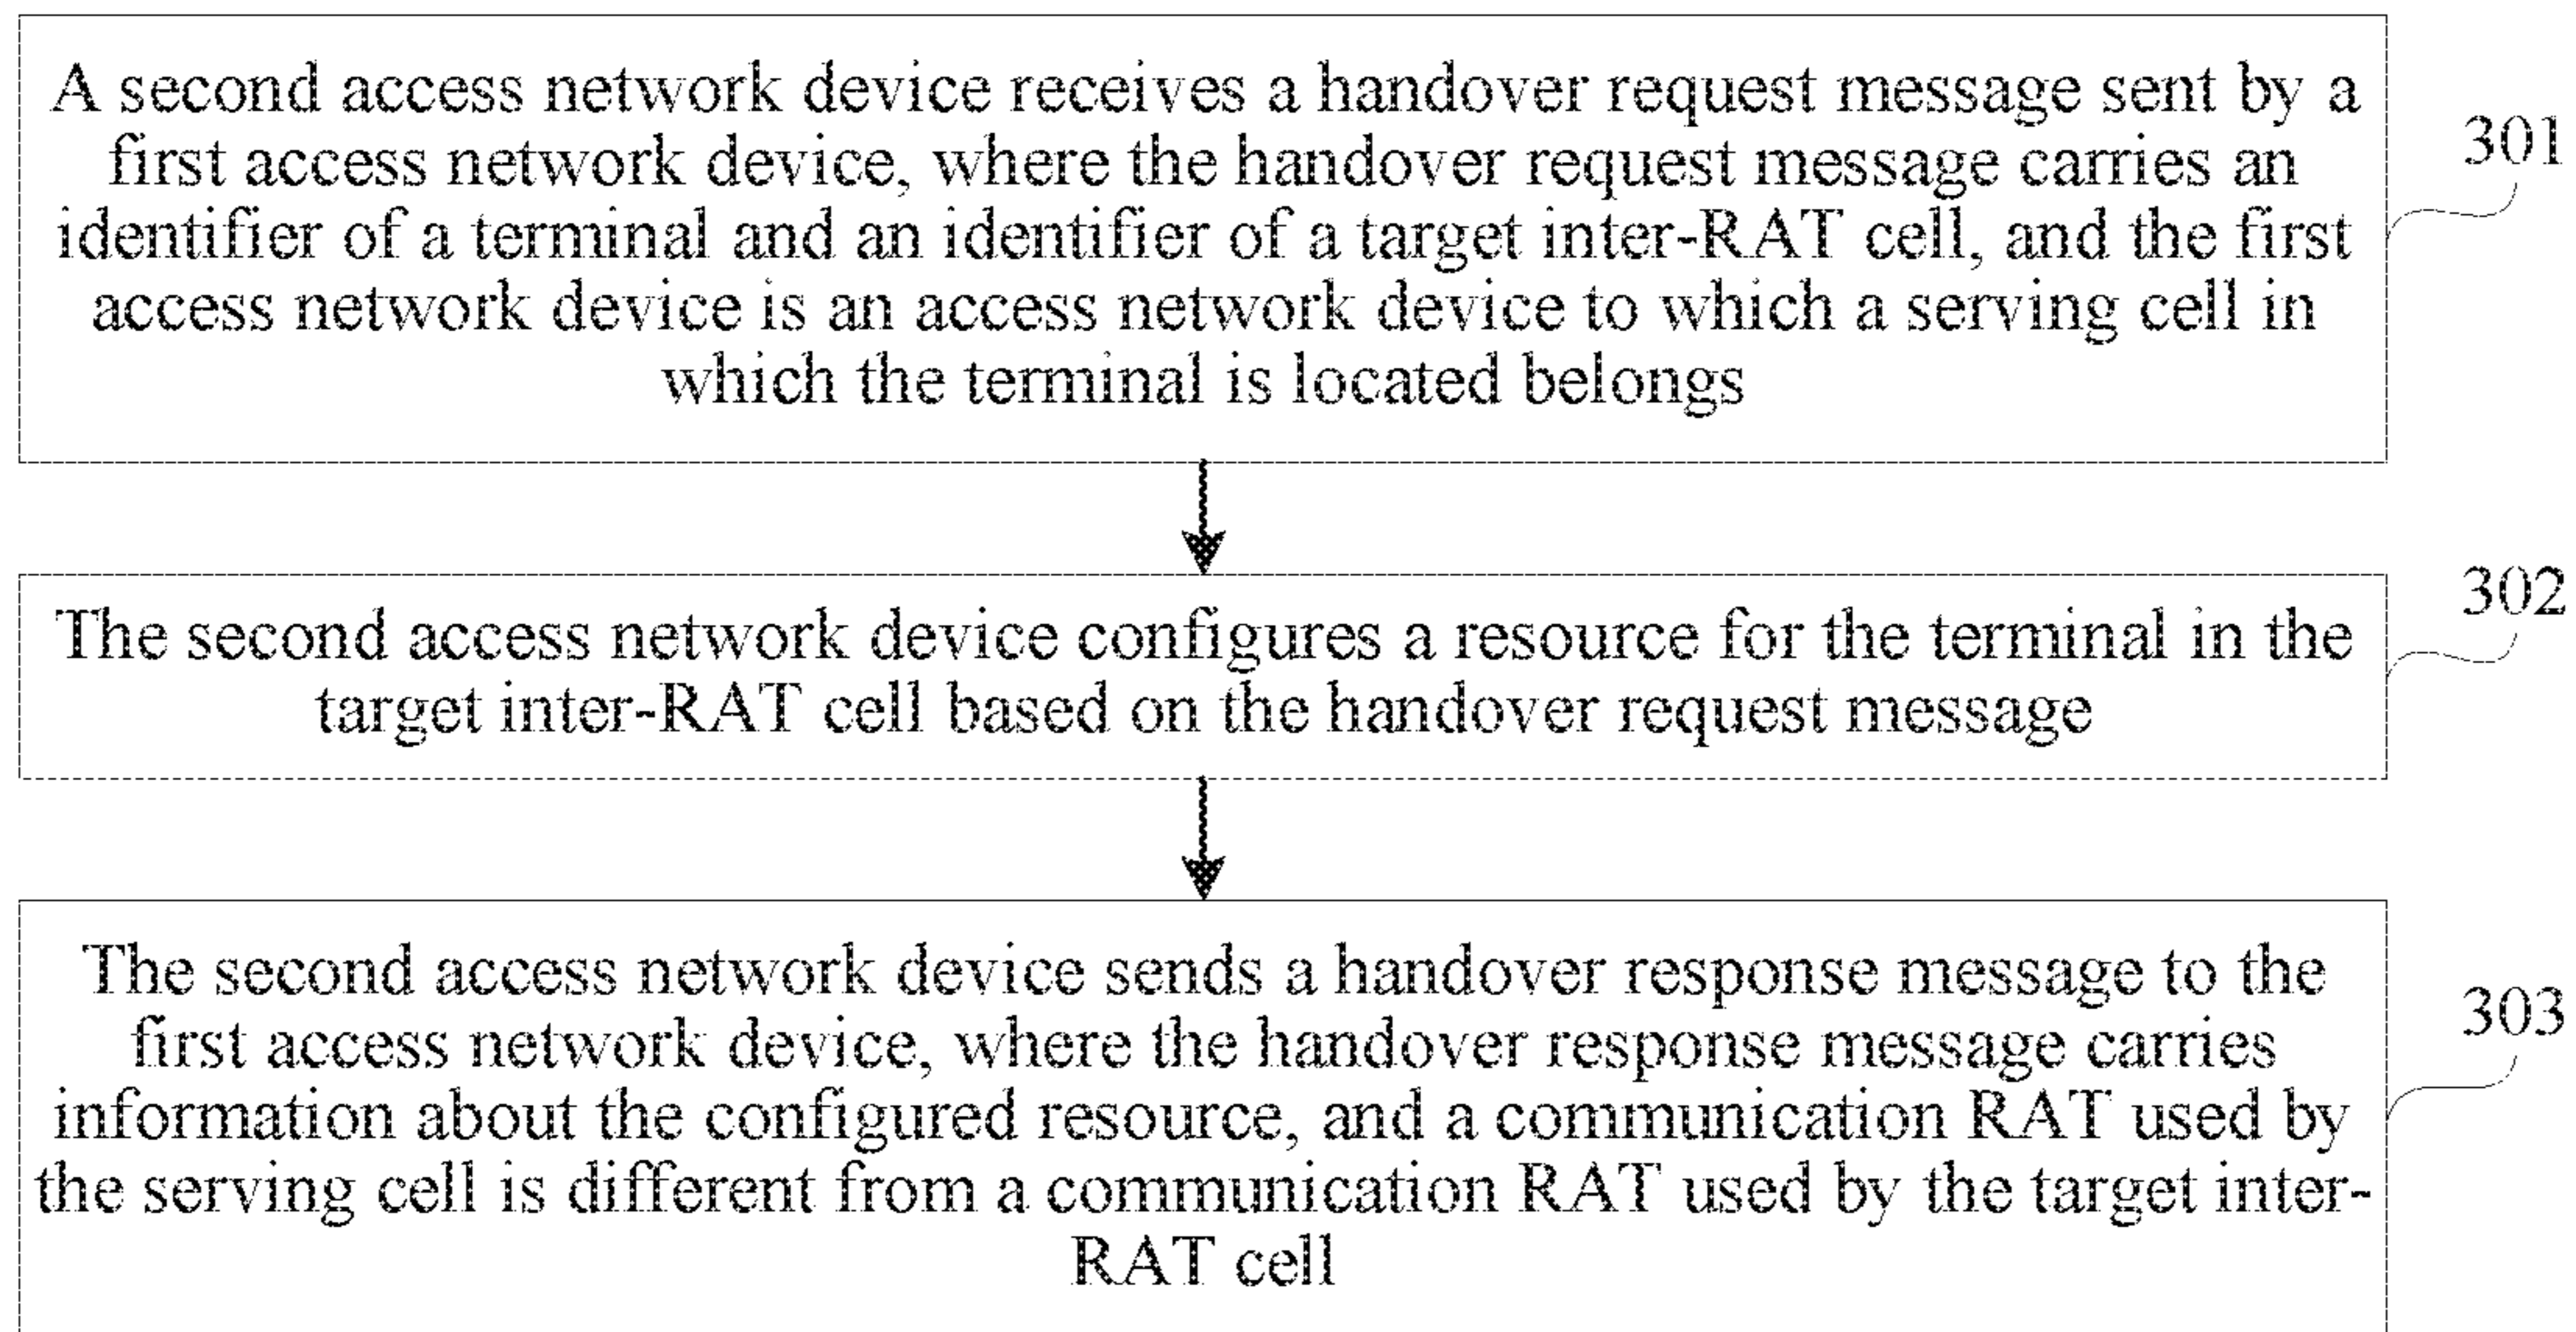 A second access network device receives a handover request message sent by a
first access network device, where the handover request message carries an
identifier of a terminal and an identifier of a target inter-RAT cell, and the first
access network device is an access network device to which a serving cell in
which the terminal is located belongs
301
The second access network device configures a resource for the terminal in the
target inter-RAT cell based on the handover request message
302
The second access network device sends a handover response message to the
first access network device, where the handover response message carries
information about the configured resource, and a communication RAT used by
the serving cell is different from a communication RAT used by the target inter-
RAT cell
303